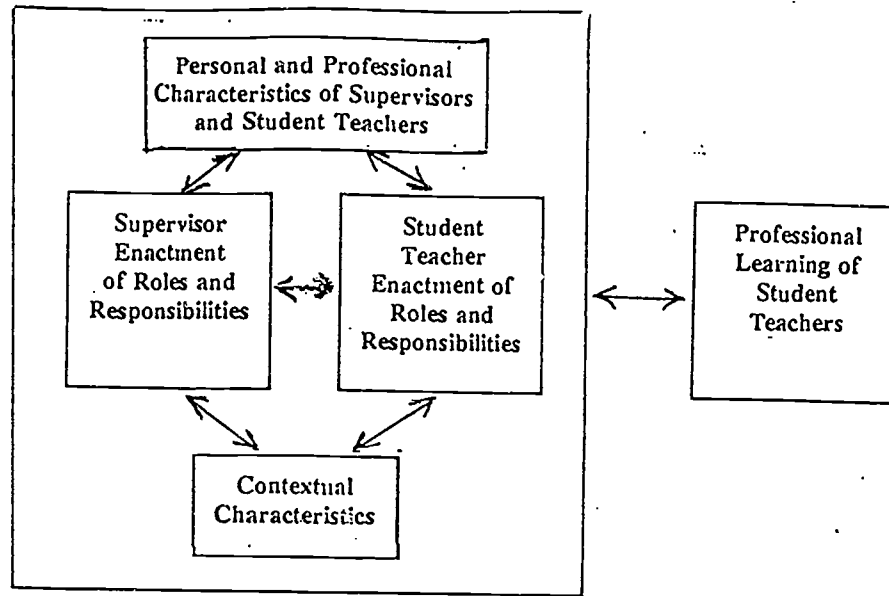 Personal and Professional
Characteristics of Supervisors
and Student Teachers
Supervisor
Enactment
of Roles and
Responsibilities
Student
Teacher
Enactment of
Roles and
Responsibilities
Professional
Learning of
Student
Teachers
Contextual
Characteristics